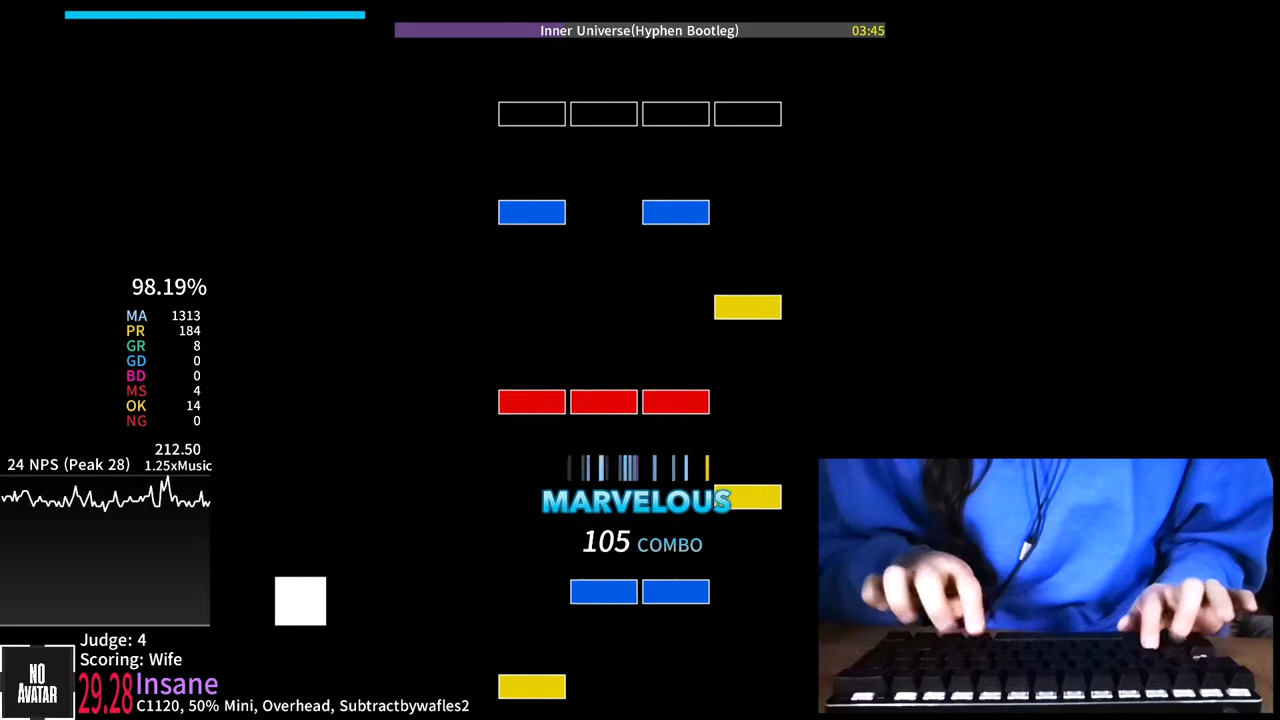 Inner Universe(Hyphen Bootleg) 03:45
98.19%
MA 1313
PR 184
GR 8
GD 0
BD 0
MS 4
OK 14
NG 0
212.50
24 NPS (Peak 28) 1.25xMusic
MARVELOUS
105 COMBO
Judge: 4
Scoring: Wife
NO
AVATAR
29.28 Insane
C1120, 50% Mini, Overhead, Subtractbywafles2